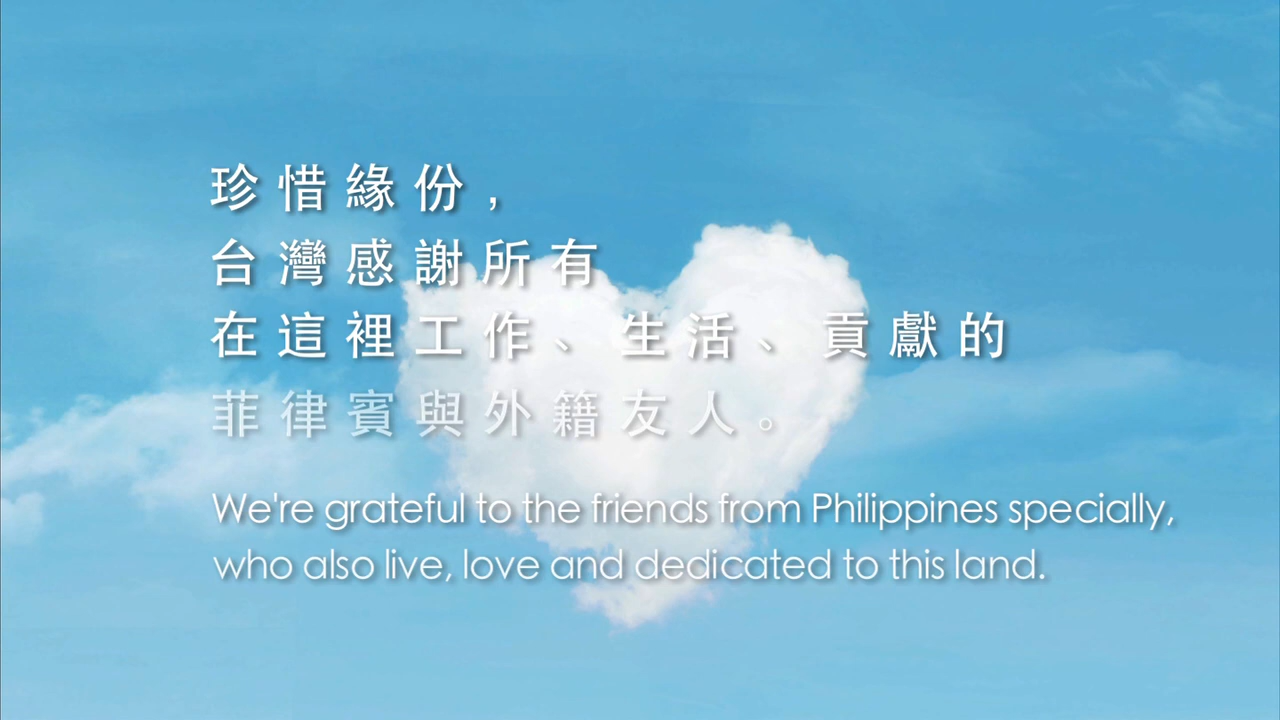 珍惜緣份,
台灣感謝所有
在這裡工作、生活、貢獻的
菲律賓與外籍友人。
We're grateful to the friends from Philippines specially,
who also live, love and dedicated to this land.